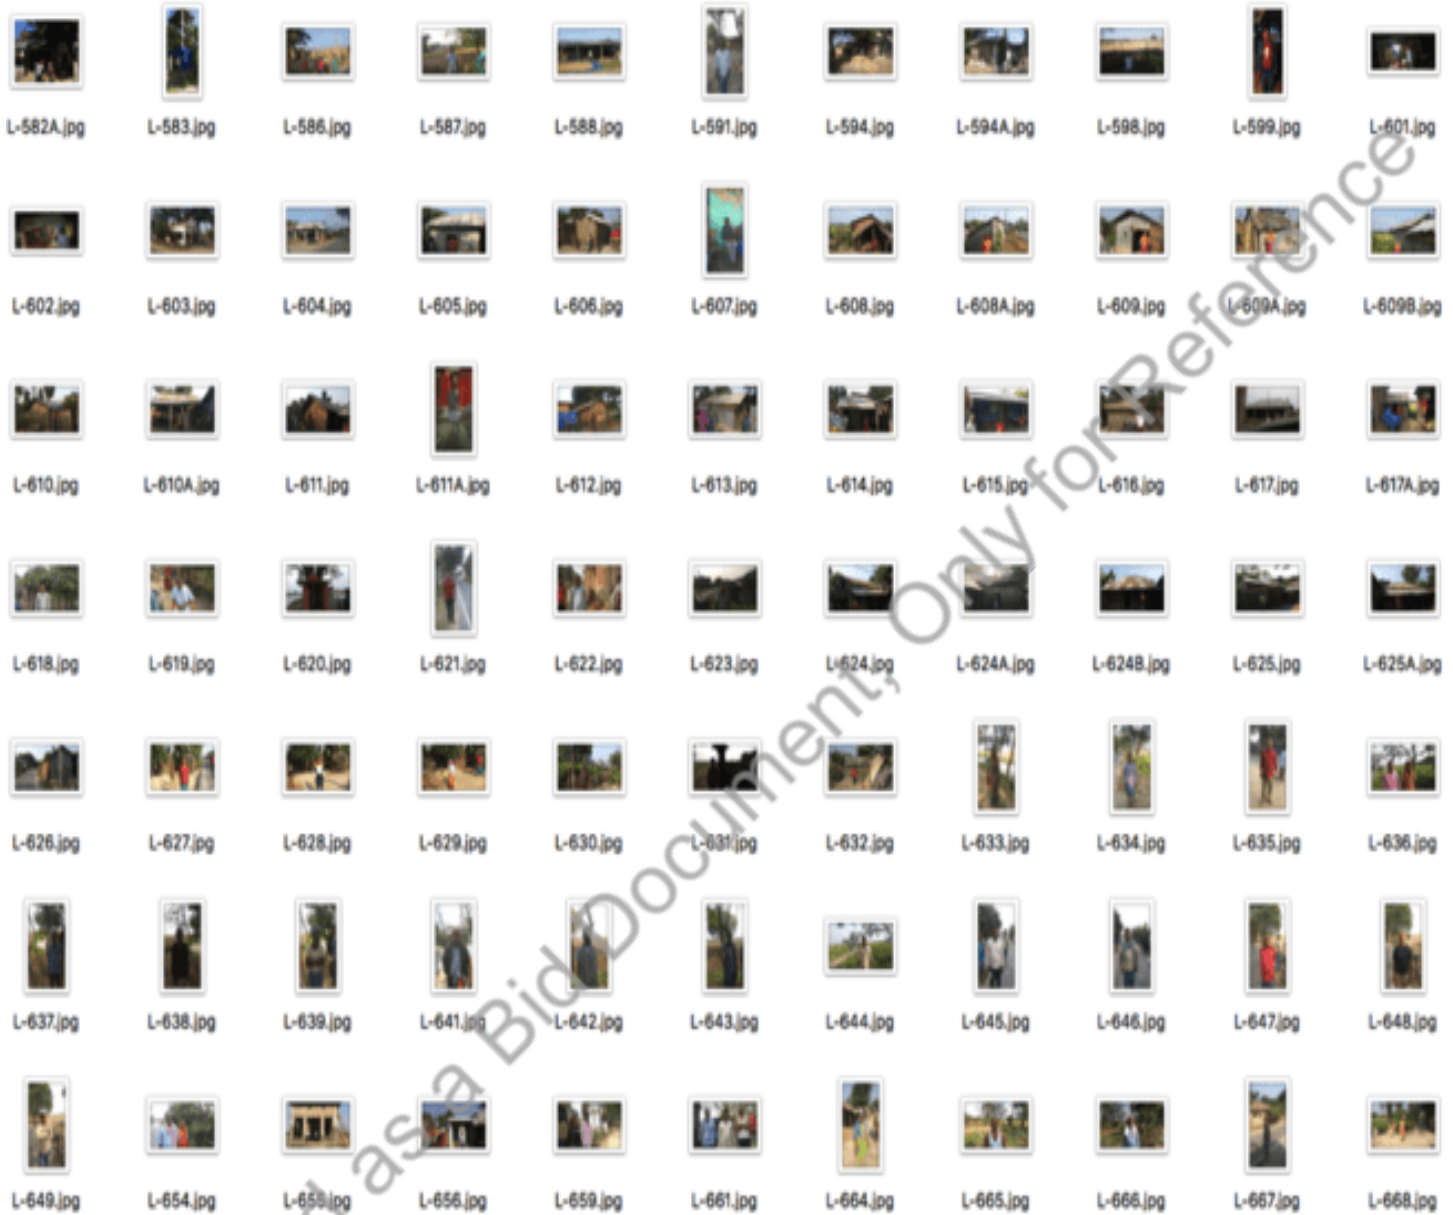 L-582A.jpg L-583.jpg L-586.jpg L-587.jpg L-588.jpg L-591.jpg L-594.jpg L-594A.jpg L-598.jpg L-599.jpg L-601.jpg
L-602.jpg L-603.jpg L-604.jpg L-605.jpg L-606.jpg L-607.jpg L-608.jpg L-608A.jpg L-609.jpg L-609A.jpg L-609B.jpg
L-610.jpg L-610A.jpg L-611.jpg L-611A.jpg L-612.jpg L-613.jpg L-614.jpg L-615.jpg L-616.jpg L-617.jpg L-617A.jpg
L-618.jpg L-619.jpg L-620.jpg L-621.jpg L-622.jpg L-623.jpg L-624.jpg L-624A.jpg L-624B.jpg L-625.jpg L-625A.jpg
L-626.jpg L-627.jpg L-628.jpg L-629.jpg L-630.jpg L-631.jpg L-632.jpg L-633.jpg L-634.jpg L-635.jpg L-636.jpg
L-637.jpg L-638.jpg L-639.jpg L-641.jpg L-642.jpg L-643.jpg L-644.jpg L-645.jpg L-646.jpg L-647.jpg L-648.jpg
L-649.jpg L-654.jpg L-655.jpg L-656.jpg L-659.jpg L-661.jpg L-664.jpg L-665.jpg L-666.jpg L-667.jpg L-668.jpg
as a Bid Document, Only for Reference